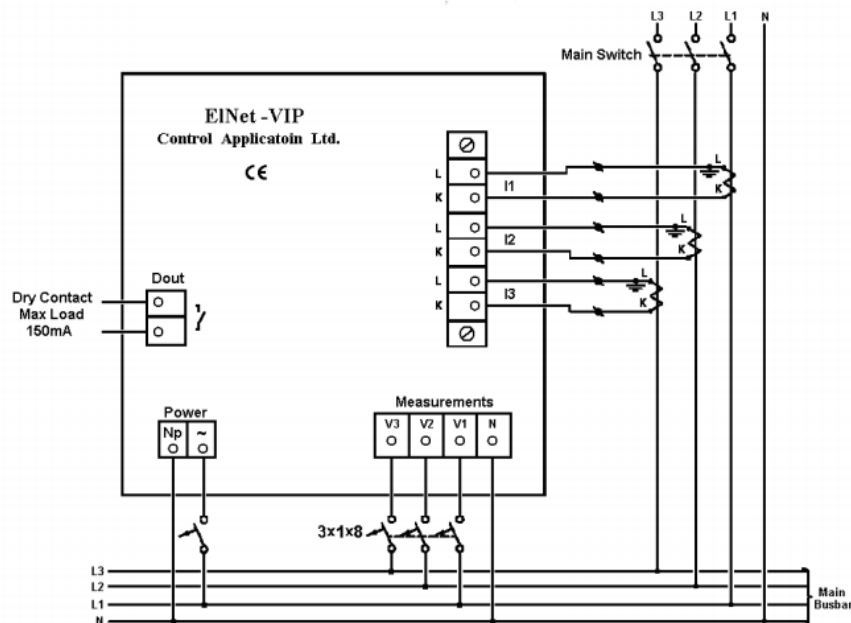 L3 L2 L1 N
Main Switch
ElNet -VIP
Control Applicatoin Ltd.
CE
L
K
I1
L
K
L
K
I2
L
K
L
K
I3
L
K
Dout
Dry Contact
Max Load
150mA
Power
Np ~
Measurements
V3 V2 V1 N
3x1x8
L3
L2
L1
N
Main
Busbar